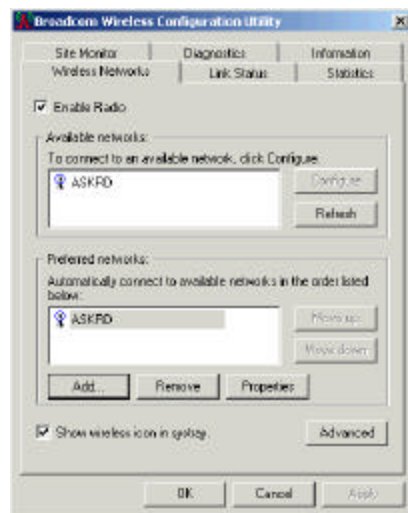 Broadcom Wireless Configuration Utility
Site Monitor Diagnostics Information
Wireless Networks Link Status Statistics
Enable Radio
Available networks:
To connect to an available network, click Configure.
ASKRD
Configure
Refresh
Preferred networks:
Automatically connect to available networks in the order listed
below:
ASKRD
Move up
Move down
Add... Remove Properties
Show wireless icon in systray.
Advanced
OK Cancel Apply